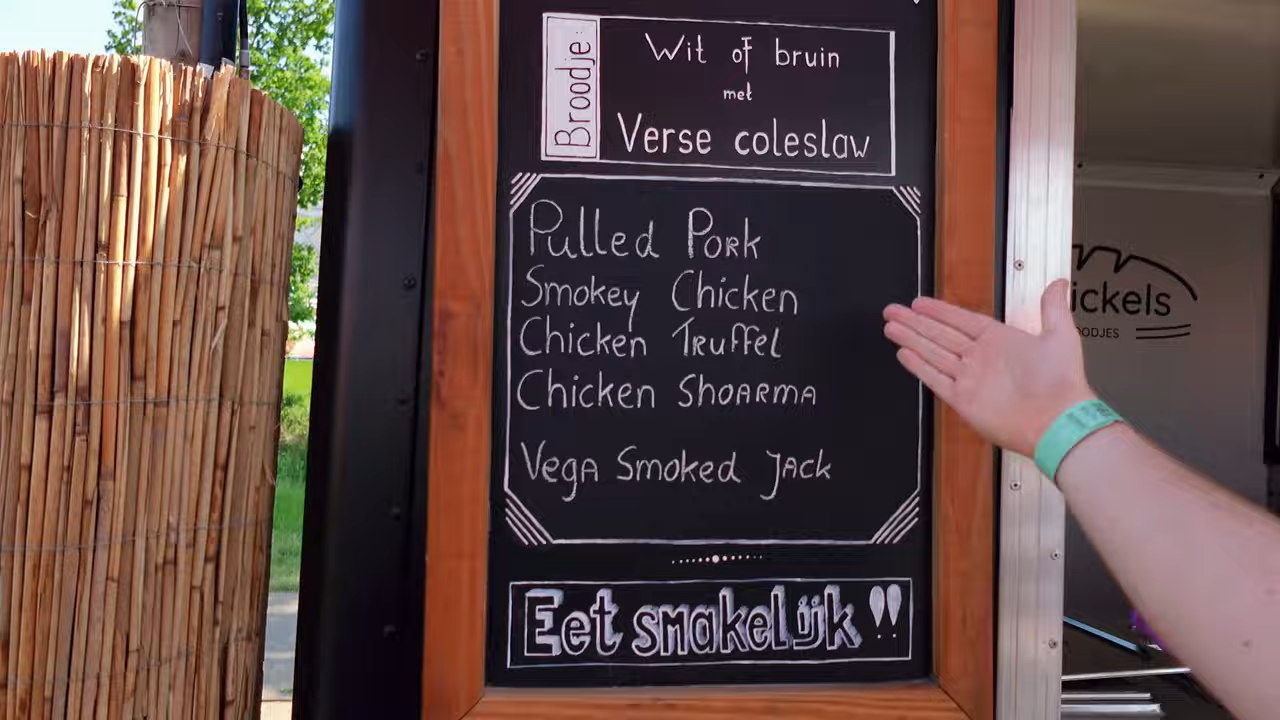 Broodje:
Wit of bruin
met
Verse coleslaw
Pulled Pork
Smokey Chicken
Chicken Truffel
Chicken Shoarma
Vega Smoked Jack
Eet smakelijk !!